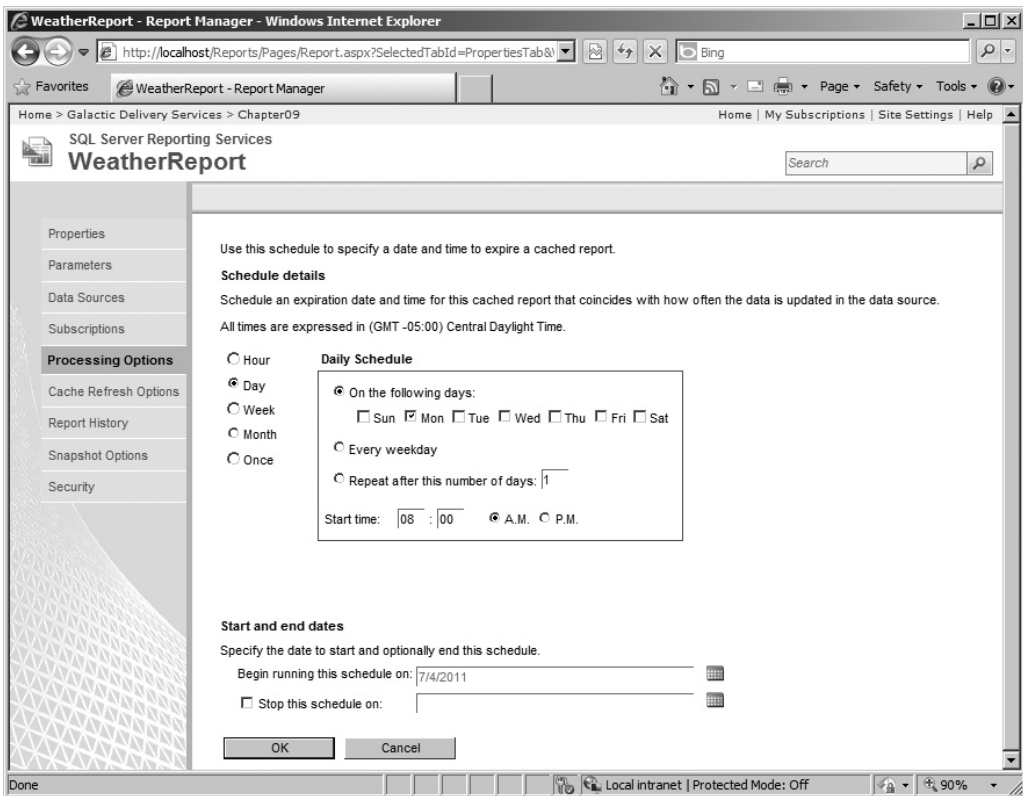 WeatherReport - Report Manager - Windows Internet Explorer
http://localhost/Reports/Pages/Report.aspx?SelectedTabId=PropertiesTab&
Bing
Favorites
WeatherReport - Report Manager
Page
Safety
Tools
Home > Galactic Delivery Services > Chapter09
Home | My Subscriptions | Site Settings | Help
SQL Server Reporting Services
WeatherReport
Search
Properties
Parameters
Data Sources
Subscriptions
Processing Options
Cache Refresh Options
Report History
Snapshot Options
Security
Use this schedule to specify a date and time to expire a cached report.
Schedule details
Schedule an expiration date and time for this cached report that coincides with how often the data is updated in the data source.
All times are expressed in (GMT -05:00) Central Daylight Time.
Hour
Day
Week
Month
Once
Daily Schedule
On the following days:
Sun Mon Tue Wed Thu Fri Sat
Every weekday
Repeat after this number of days: 1
Start time: 08 : 00 A.M. P.M.
Start and end dates
Specify the date to start and optionally end this schedule.
Begin running this schedule on: 7/4/2011
Stop this schedule on:
OK Cancel
Done
Local intranet | Protected Mode: Off
90%